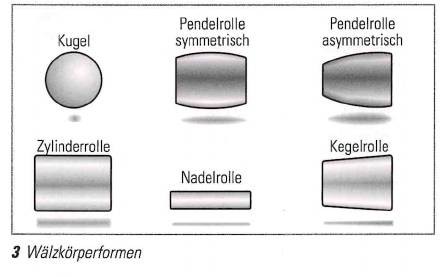 Kugel
Pendelrolle
symmetrisch
Pendelrolle
asymmetrisch
Zylinderrolle
Nadelrolle
Kegelrolle
3 Wälzkörperformen